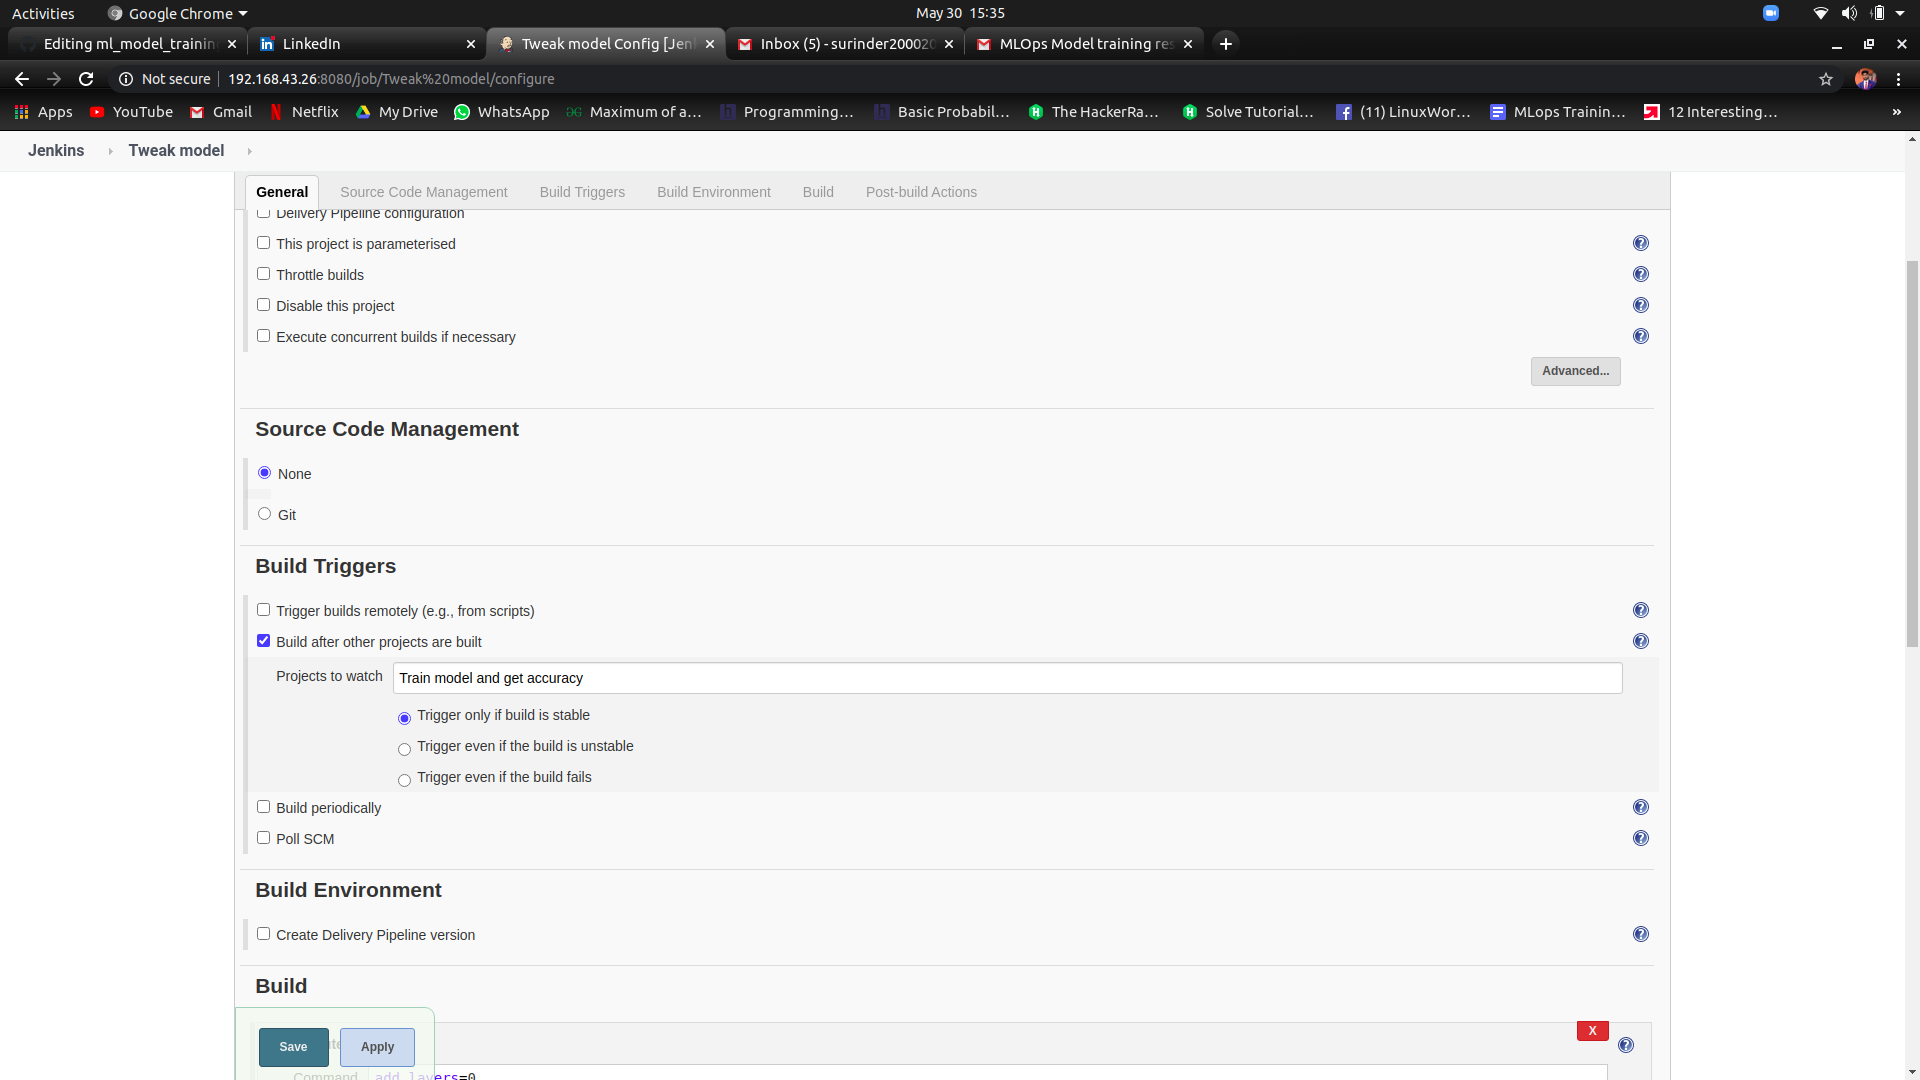 Activities
Google Chrome
May 30 15:35
Editing ml_model_training
LinkedIn
Tweak model Config [Jenk
Inbox (5) - surinder200020
MLOps Model training res
Not secure
192.168.43.26:8080/job/Tweak%20model/configure
Apps
YouTube
Gmail
Netflix
My Drive
WhatsApp
Maximum of a...
Programming...
Basic Probabil...
The HackerRa...
Solve Tutorial...
(11) LinuxWor...
MLops Trainin...
12 Interesting...
»
Jenkins
Tweak model
General
Source Code Management
Build Triggers
Build Environment
Build
Post-build Actions
Delivery Pipeline configuration
This project is parameterised
Throttle builds
Disable this project
Execute concurrent builds if necessary
Advanced...
Source Code Management
None
Git
Build Triggers
Trigger builds remotely (e.g., from scripts)
Build after other projects are built
Projects to watch
Train model and get accuracy
Trigger only if build is stable
Trigger even if the build is unstable
Trigger even if the build fails
Build periodically
Poll SCM
Build Environment
Create Delivery Pipeline version
Build
X
Save
Apply
Command
add_layers=0